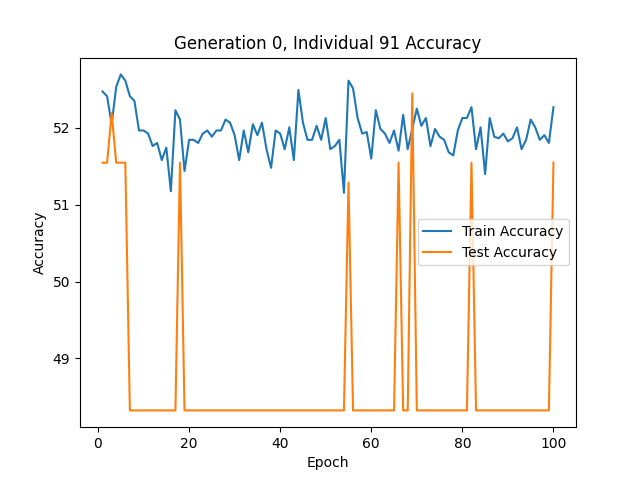 Generation 0, Individual 91 Accuracy
52
51
50
49
Accuracy
Train Accuracy
Test Accuracy
0 20 40 60 80 100
Epoch